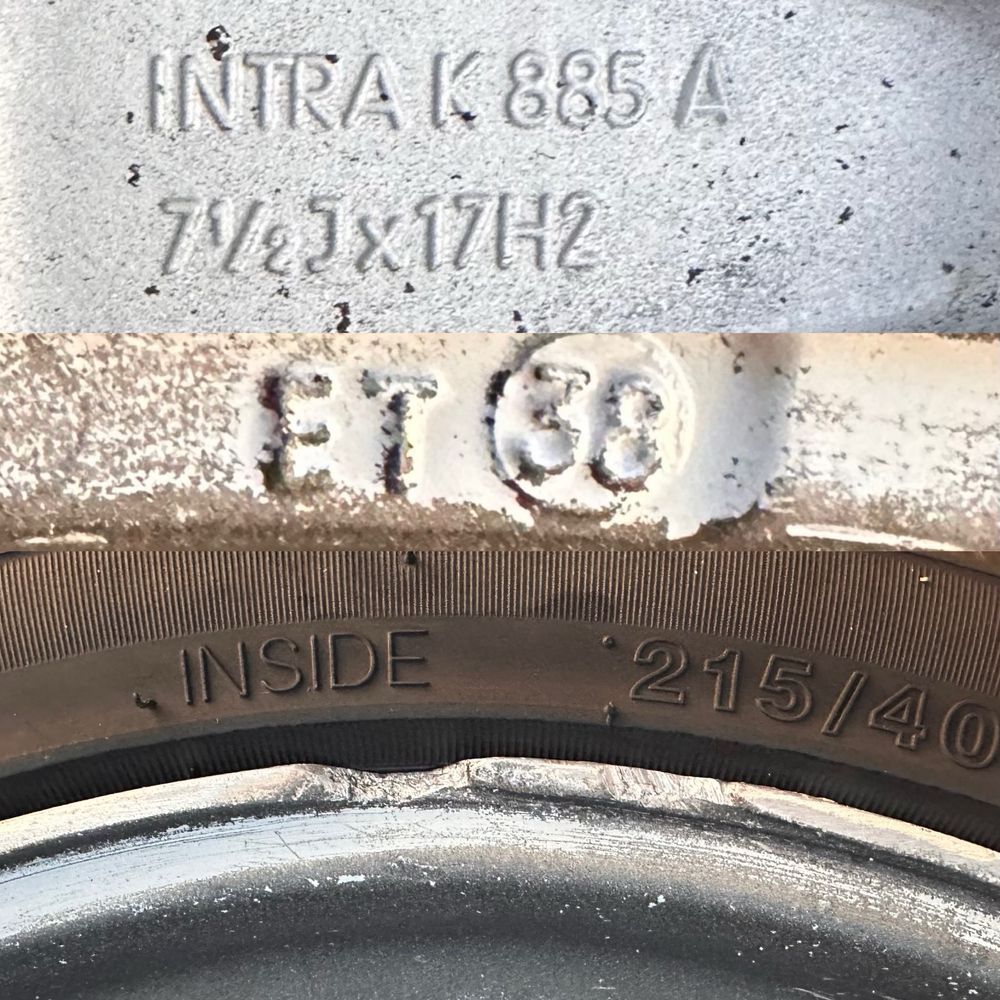 INTRA K 885 A
7½Jx17H2
ET 38
INSIDE 215/40